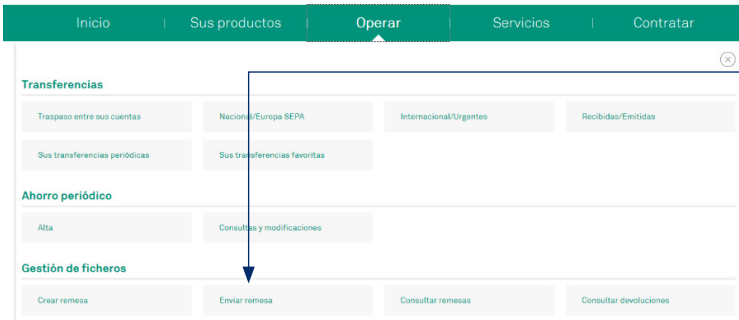 Inicio | Sus productos | Operar | Servicios | Contratar
Transferencias
Traspaso entre sus cuentas Nacional/Europa SEPA Internacional/Urgentes Recibidas/Emitidas
Sus transferencias periódicas Sus transferencias favoritas
Ahorro periódico
Alta Consultas y modificaciones
Gestión de ficheros
Crear remesa Enviar remesa Consultar remesas Consultar devoluciones